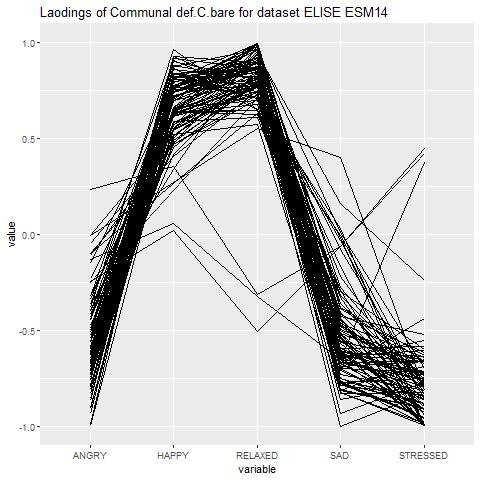 Laodings of Communal def.C.bare for dataset ELISE ESM14
1.0
0.5
0.0
-0.5
-1.0
value
ANGRY HAPPY RELAXED SAD STRESSED
variable